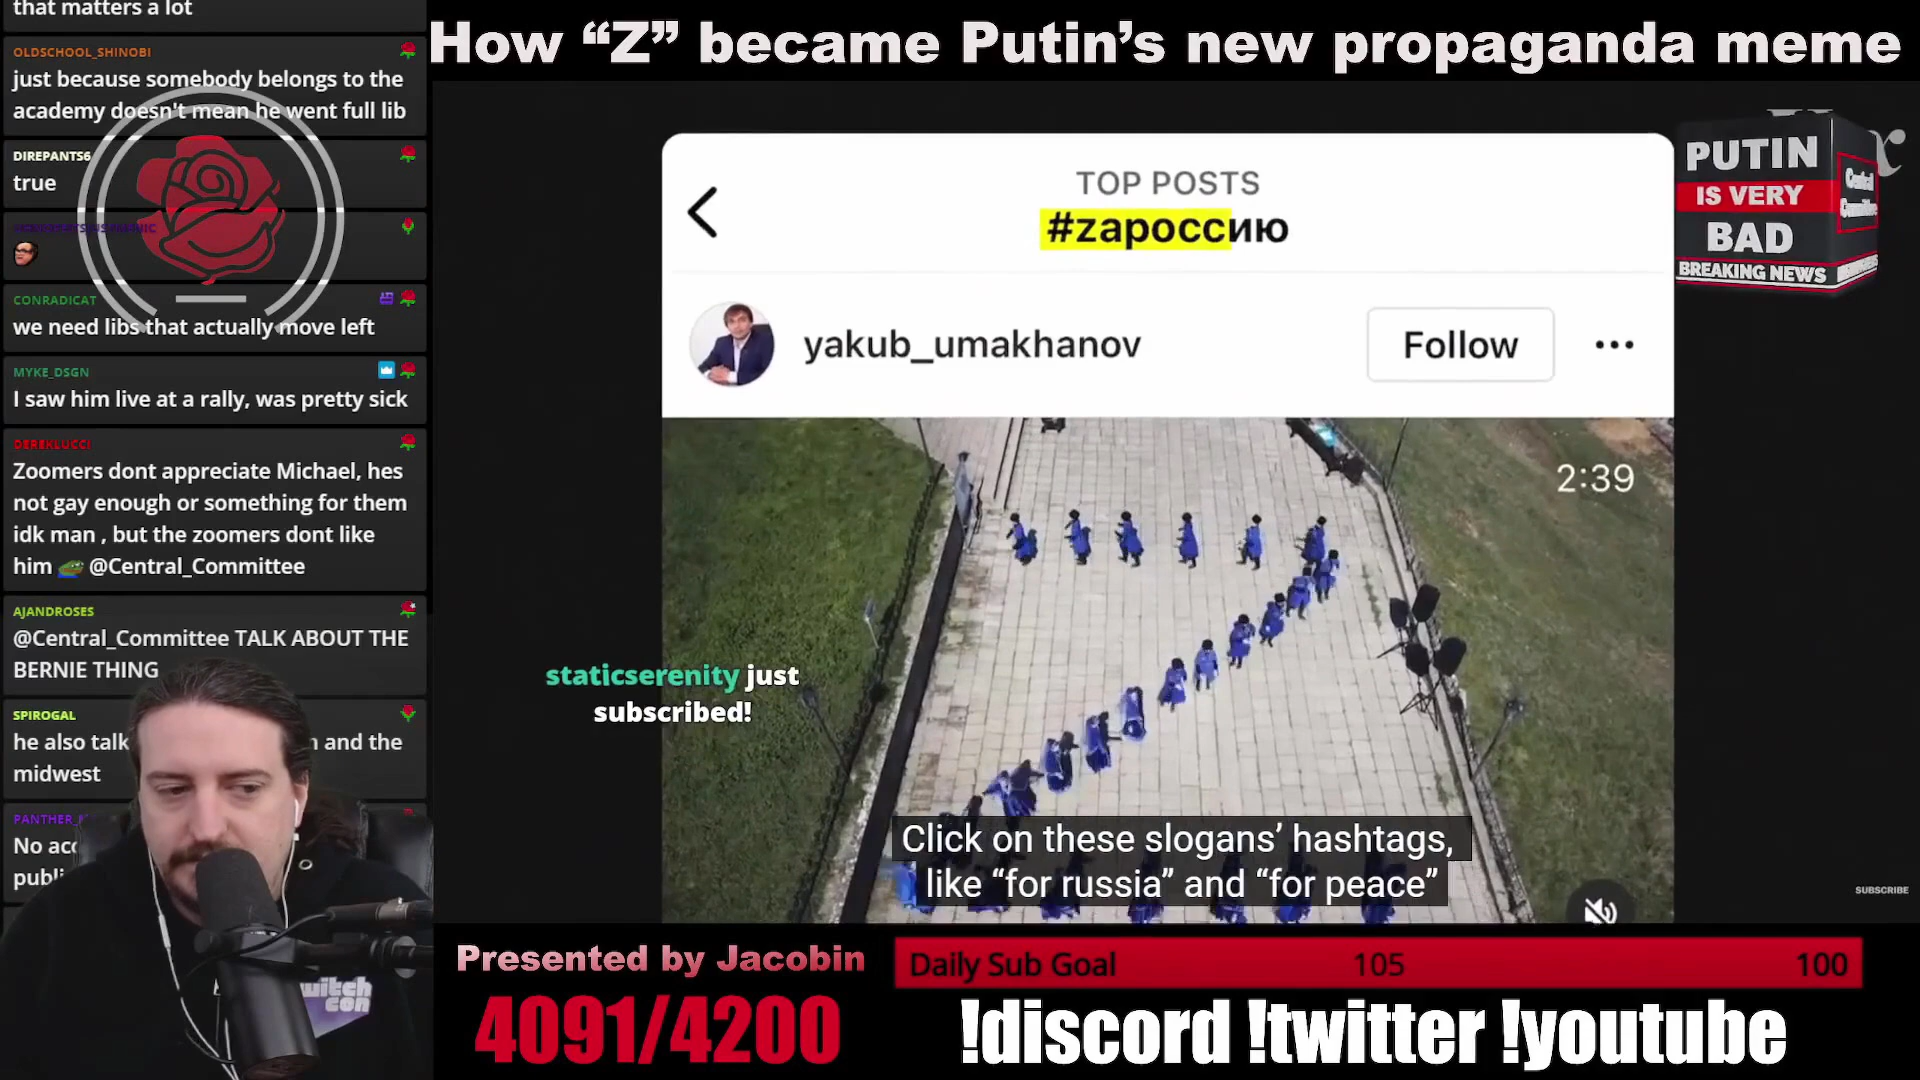 that matters a lot
OLDSCHOOL_SHINOBI
just because somebody belongs to the
academy doesn't mean he went full lib
DIREPANTS6
true
CONRADICAT
we need libs that actually move left
MYKE_DSGN
I saw him live at a rally, was pretty sick
DEREKLUCCI
Zoomers dont appreciate Michael, hes
not gay enough or something for them
idk man , but the zoomers dont like
him @Central_Committee
AJANDROSES
@Central_Committee TALK ABOUT THE
BERNIE THING
SPIROGAL
he also talk
and the
midwest
No
How “Z” became Putin’s new propaganda meme
PUTIN
IS VERY
BAD
BREAKING NEWS
Central
Committee
TOP POSTS
#zароссию
yakub_umakhanov
Follow
2:39
staticserenity just
subscribed!
Click on these slogans’ hashtags,
like “for russia” and “for peace”
SUBSCRIBE
Presented by Jacobin
4091/4200
Daily Sub Goal 105 100
!discord !twitter !youtube